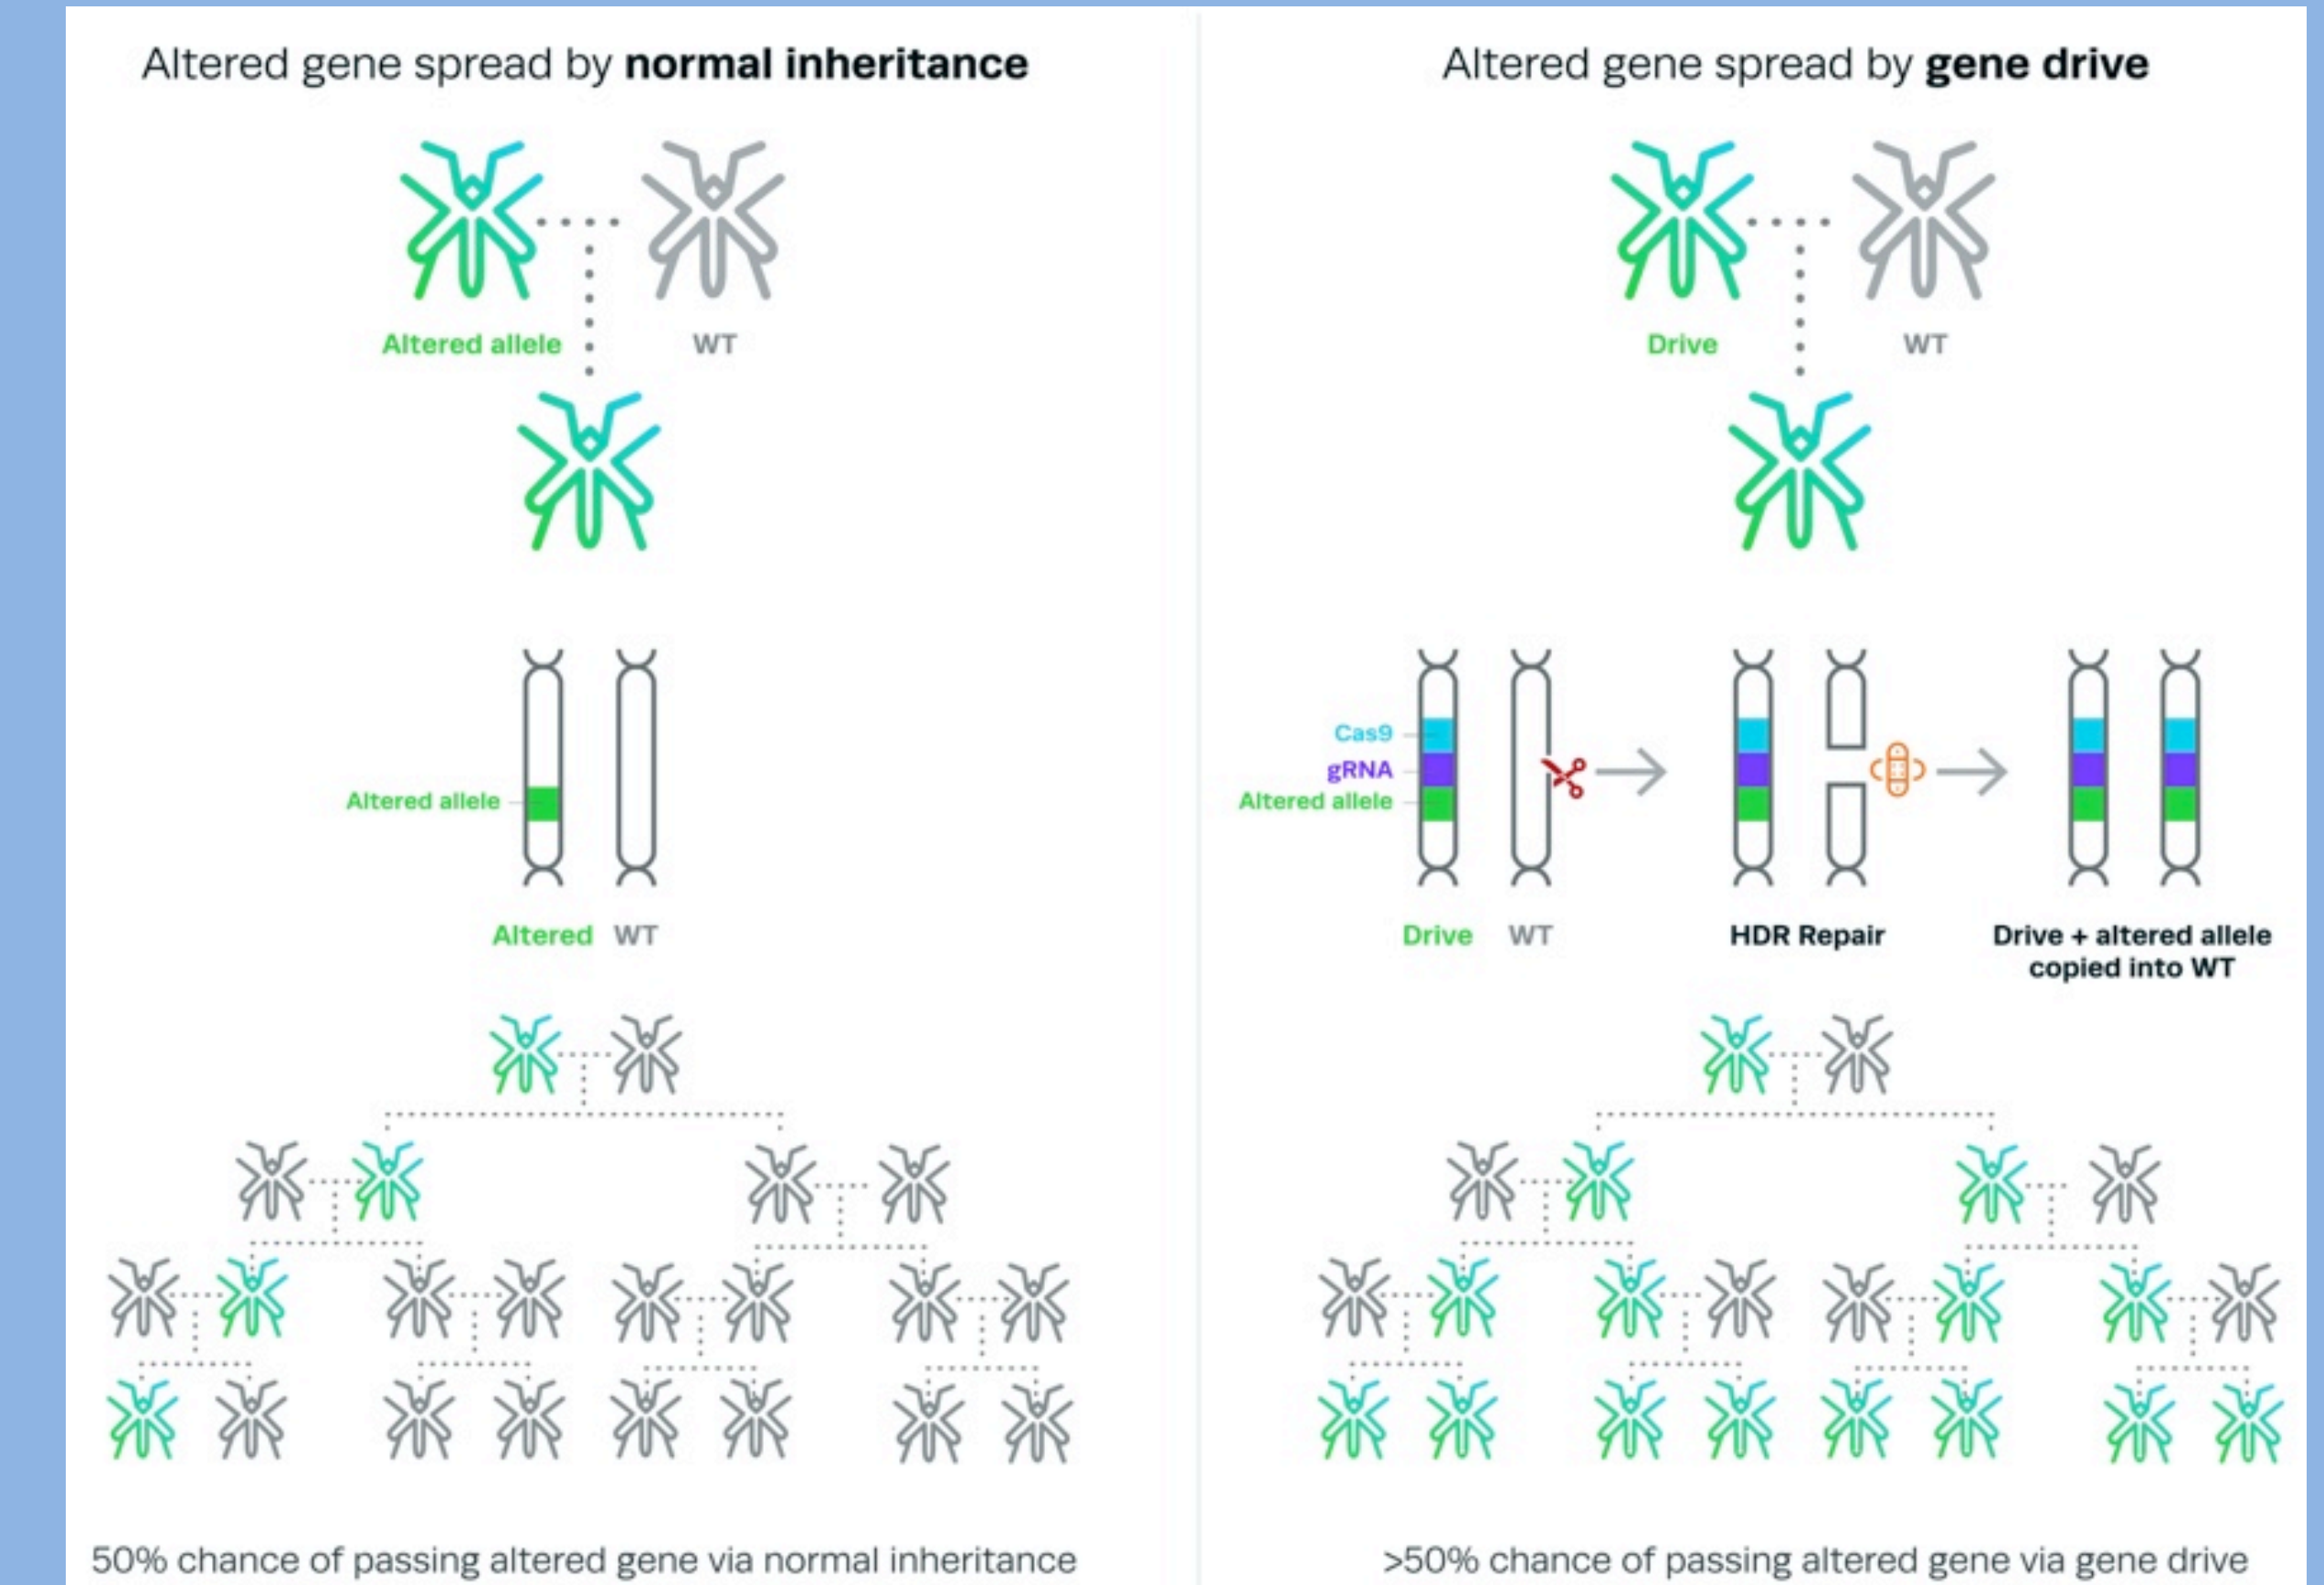 Altered gene spread by normal inheritance
Altered allele
WT
Altered allele
Altered WT
50% chance of passing altered gene via normal inheritance
Altered gene spread by gene drive
Drive
WT
Cas9
gRNA
Altered allele
Drive WT
HDR Repair
Drive + altered allele
copied into WT
>50% chance of passing altered gene via gene drive